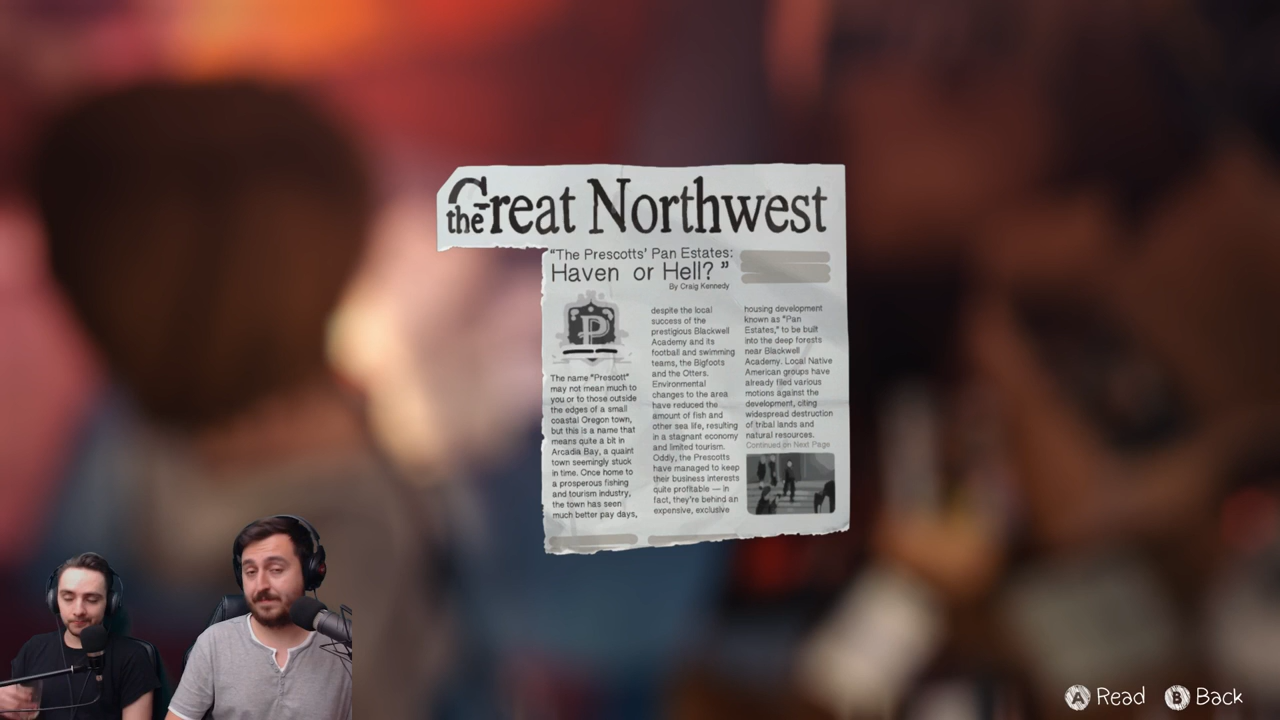 the Great Northwest
"The Prescotts' Pan Estates:
Haven or Hell?"
By Craig Kennedy
P
The name "Prescott"
may not mean much to
you or to those outside
the edges of a small
coastal Oregon town,
but this is a name that
means quite a bit in
Arcadia Bay, a quaint
town seemingly stuck
in time. Once home to
a prosperous fishing
and tourism industry,
the town has seen
much better pay days,
despite the local
success of the
prestigious Blackwell
Academy and its
football and swimming
teams, the Bigfoots
and the Otters.
Environmental
changes to the area
have reduced the
amount of fish and
other sea life, resulting
in a stagnant economy
and limited tourism.
Oddly, the Prescotts
have managed to keep
their business interests
quite profitable — in
fact, they're behind an
expensive, exclusive
housing development
known as "Pan
Estates," to be built
into the deep forests
near Blackwell
Academy. Local Native
American groups have
already filed various
motions against the
development, citing
widespread destruction
of tribal lands and
natural resources.
Continued on Next Page
A Read B Back